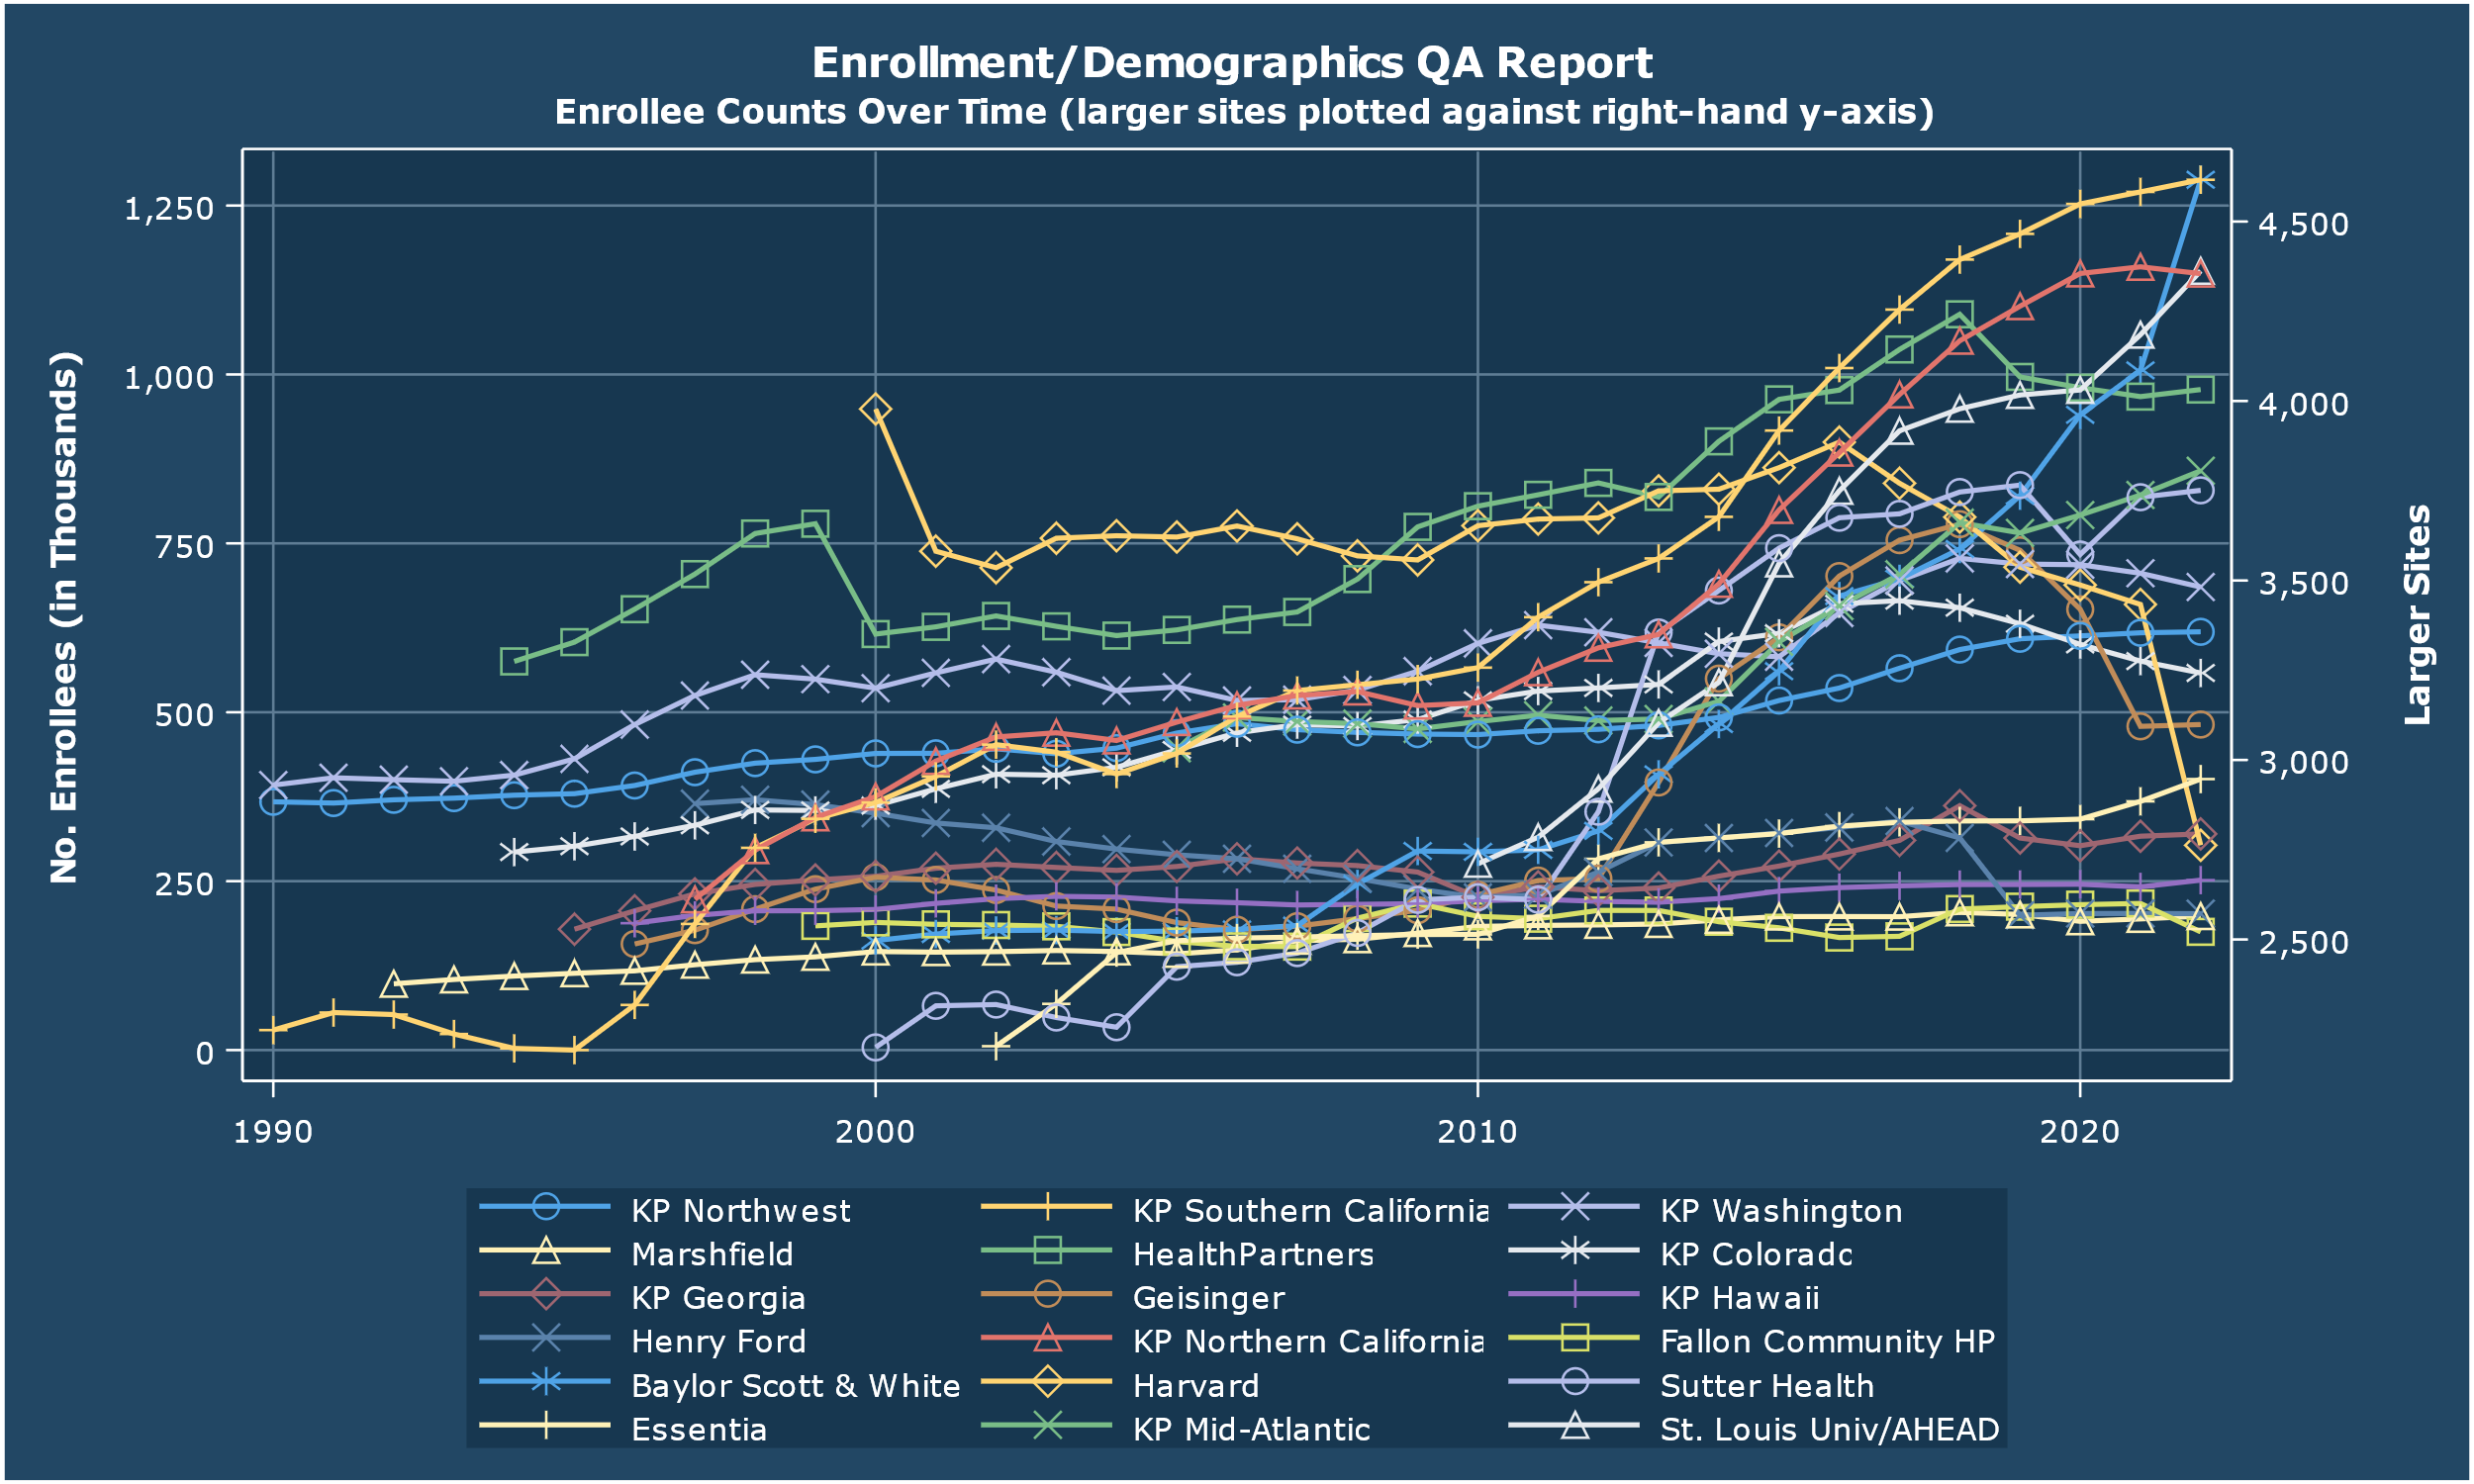 Enrollment/Demographics QA Report
Enrollee Counts Over Time (larger sites plotted against right-hand y-axis)
No. Enrollees (in Thousands)
1,250
1,000
750
500
250
0
4,500
4,000
3,500
3,000
2,500
Larger Sites
1990 2000 2010 2020
KP Northwest KP Southern California KP Washington
Marshfield HealthPartners KP Colorado
KP Georgia Geisinger KP Hawaii
Henry Ford KP Northern California Fallon Community HP
Baylor Scott & White Harvard Sutter Health
Essentia KP Mid-Atlantic St. Louis Univ/AHEAD